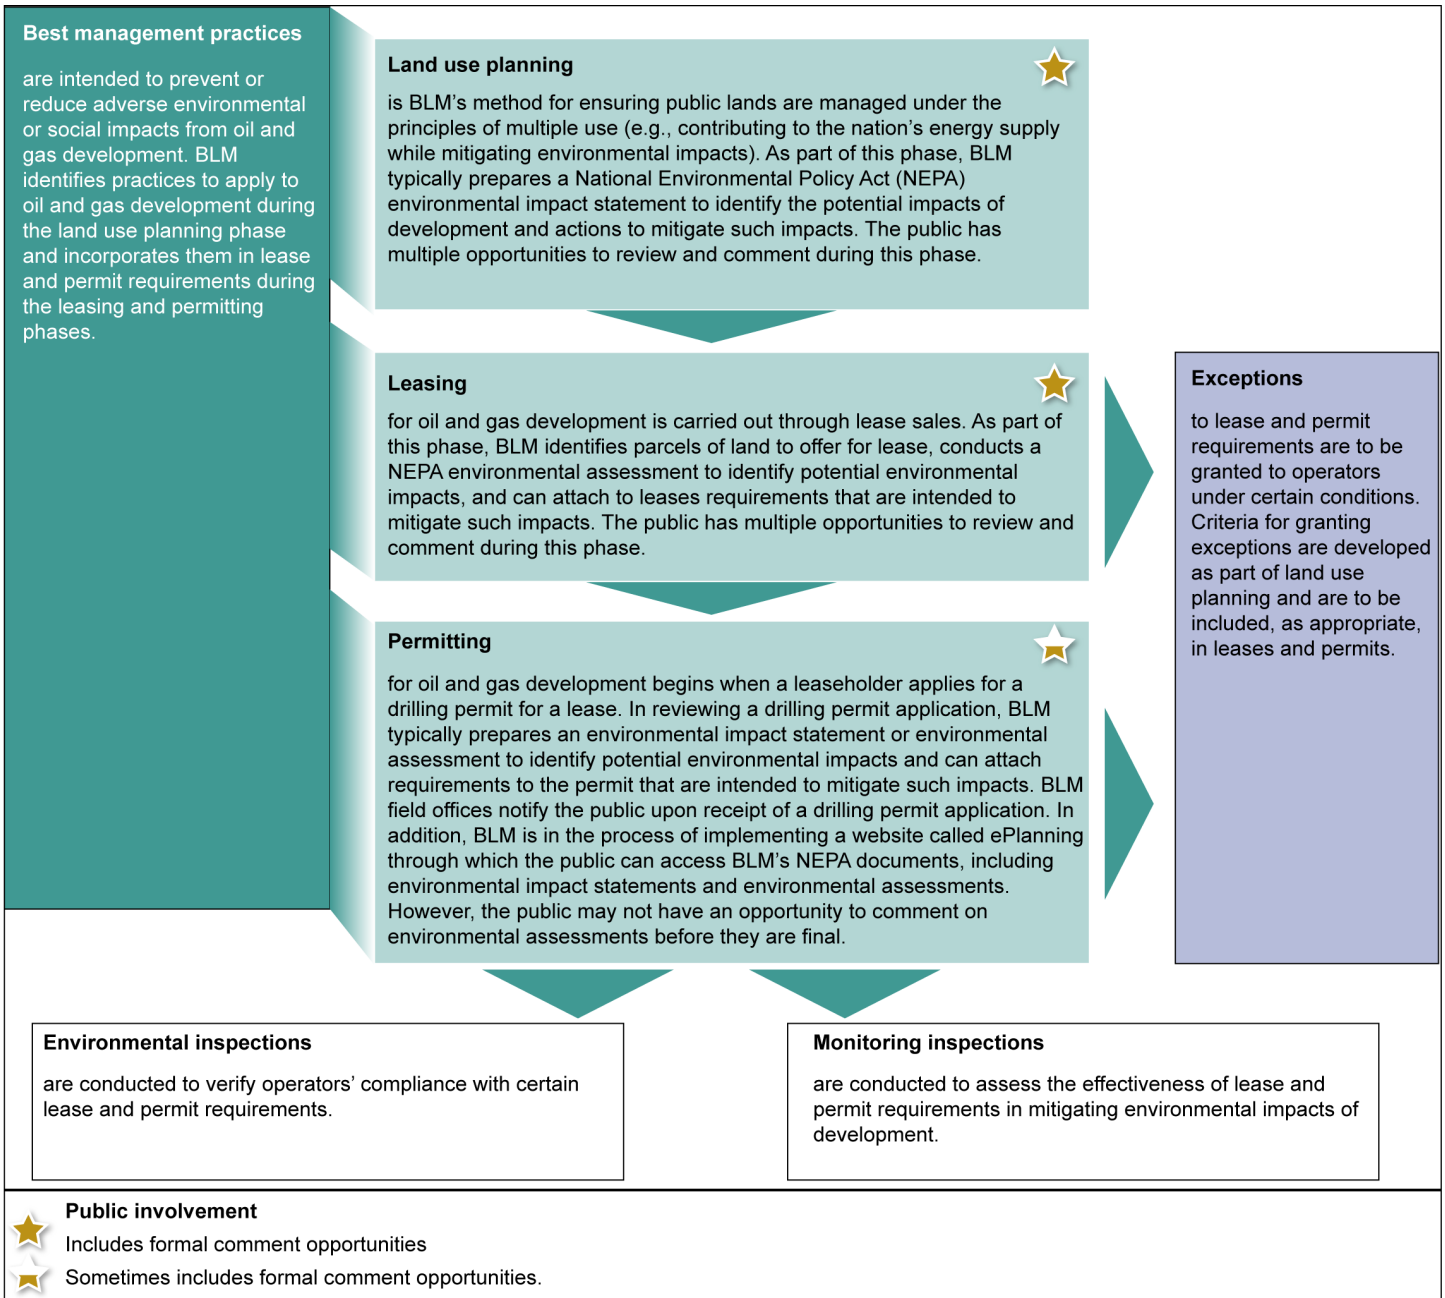 Best management practices
are intended to prevent or
reduce adverse environmental
or social impacts from oil and
gas development. BLM
identifies practices to apply to
oil and gas development during
the land use planning phase
and incorporates them in lease
and permit requirements during
the leasing and permitting
phases.
Land use planning
is BLM’s method for ensuring public lands are managed under the
principles of multiple use (e.g., contributing to the nation’s energy supply
while mitigating environmental impacts). As part of this phase, BLM
typically prepares a National Environmental Policy Act (NEPA)
environmental impact statement to identify the potential impacts of
development and actions to mitigate such impacts. The public has
multiple opportunities to review and comment during this phase.
Leasing
for oil and gas development is carried out through lease sales. As part of
this phase, BLM identifies parcels of land to offer for lease, conducts a
NEPA environmental assessment to identify potential environmental
impacts, and can attach to leases requirements that are intended to
mitigate such impacts. The public has multiple opportunities to review and
comment during this phase.
Permitting
for oil and gas development begins when a leaseholder applies for a
drilling permit for a lease. In reviewing a drilling permit application, BLM
typically prepares an environmental impact statement or environmental
assessment to identify potential environmental impacts and can attach
requirements to the permit that are intended to mitigate such impacts. BLM
field offices notify the public upon receipt of a drilling permit application. In
addition, BLM is in the process of implementing a website called ePlanning
through which the public can access BLM’s NEPA documents, including
environmental impact statements and environmental assessments.
However, the public may not have an opportunity to comment on
environmental assessments before they are final.
Exceptions
to lease and permit
requirements are to be
granted to operators
under certain conditions.
Criteria for granting
exceptions are developed
as part of land use
planning and are to be
included, as appropriate,
in leases and permits.
Environmental inspections
are conducted to verify operators’ compliance with certain
lease and permit requirements.
Monitoring inspections
are conducted to assess the effectiveness of lease and
permit requirements in mitigating environmental impacts of
development.
Public involvement
Includes formal comment opportunities
Sometimes includes formal comment opportunities.